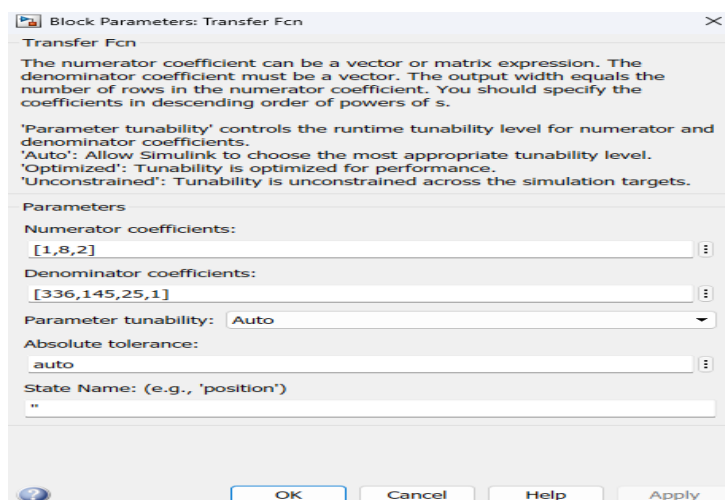 Block Parameters: Transfer Fcn
Transfer Fcn
The numerator coefficient can be a vector or matrix expression. The
denominator coefficient must be a vector. The output width equals the
number of rows in the numerator coefficient. You should specify the
coefficients in descending order of powers of s.
'Parameter tunability' controls the runtime tunability level for numerator and
denominator coefficients.
'Auto': Allow Simulink to choose the most appropriate tunability level.
'Optimized': Tunability is optimized for performance.
'Unconstrained': Tunability is unconstrained across the simulation targets.
Parameters
Numerator coefficients:
[1,8,2]
Denominator coefficients:
[336,145,25,1]
Parameter tunability: Auto
Absolute tolerance:
auto
State Name: (e.g., 'position')
''
OK Cancel Help Apply